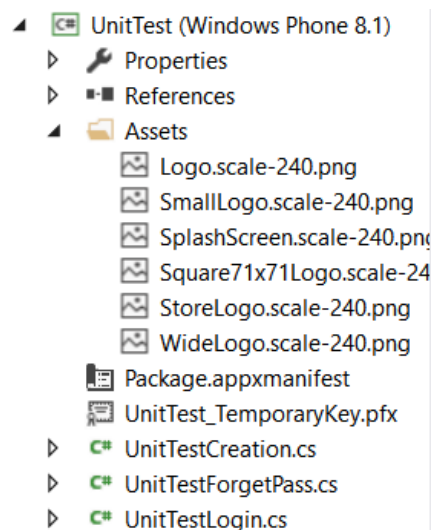 C# UnitTest (Windows Phone 8.1)
Properties
References
Assets
Logo.scale-240.png
SmallLogo.scale-240.png
SplashScreen.scale-240.png
Square71x71Logo.scale-24
StoreLogo.scale-240.png
WideLogo.scale-240.png
Package.appxmanifest
UnitTest_TemporaryKey.pfx
C# UnitTestCreation.cs
C# UnitTestForgetPass.cs
C# UnitTestLogin.cs